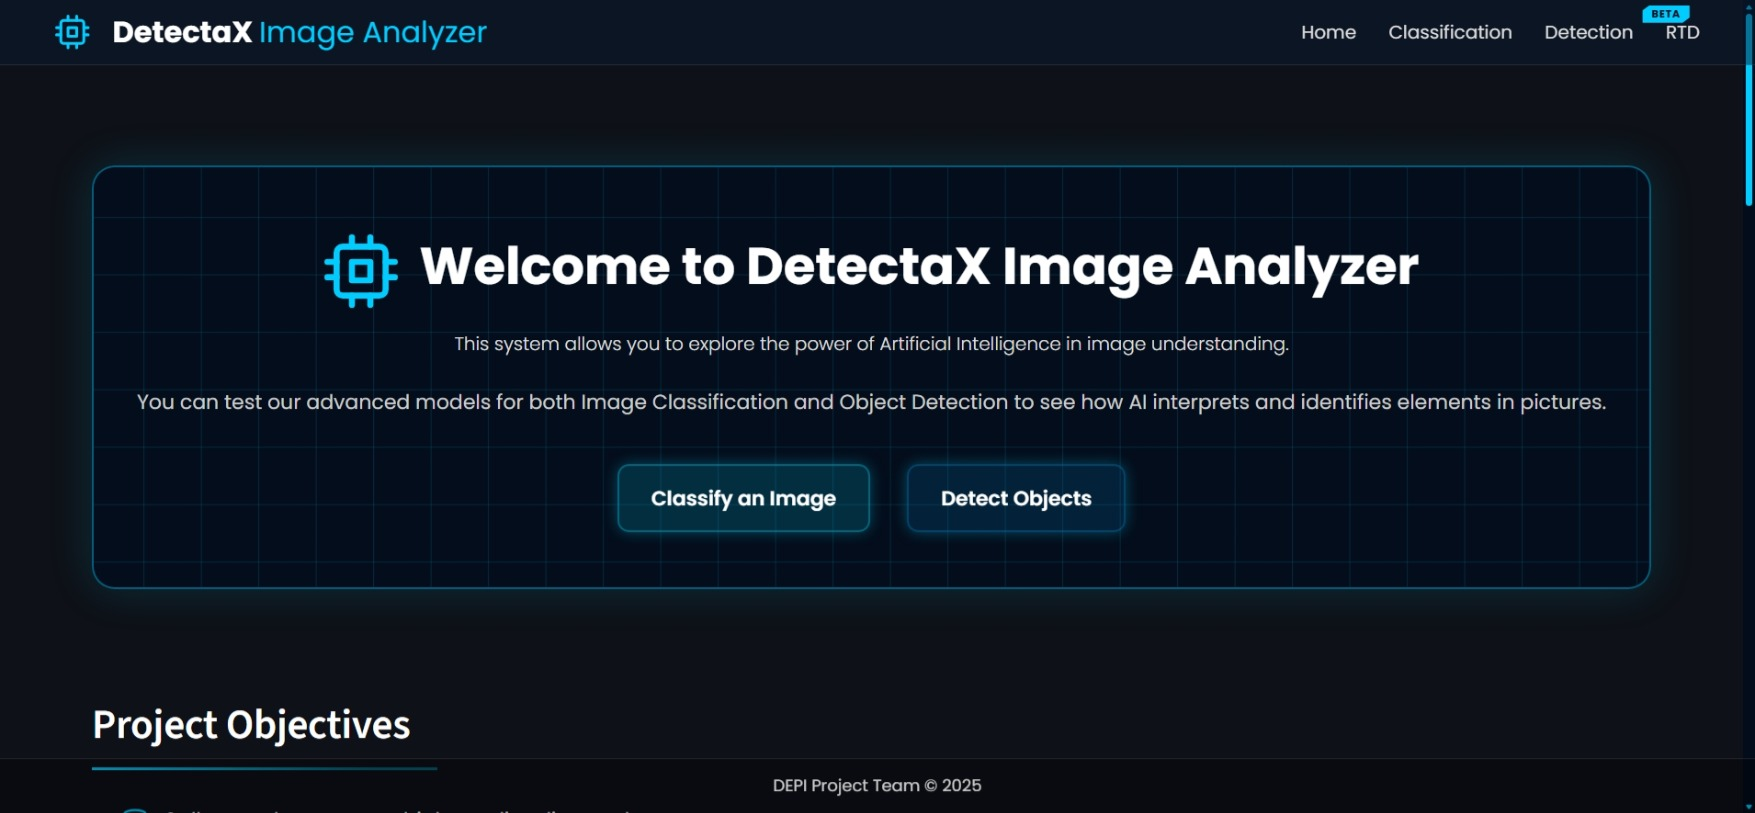 DetectaX Image Analyzer
Home Classification Detection RTD
BETA
Welcome to DetectaX Image Analyzer
This system allows you to explore the power of Artificial Intelligence in image understanding.
You can test our advanced models for both Image Classification and Object Detection to see how AI interprets and identifies elements in pictures.
Classify an Image
Detect Objects
Project Objectives
DEPI Project Team © 2025